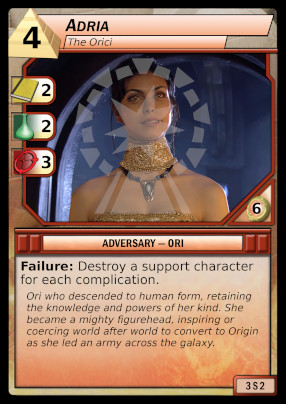 4
ADRIA
The Orici
2
2
3
6
ADVERSARY — ORI
Failure: Destroy a support character
for each complication.
Ori who descended to human form, retaining
the knowledge and powers of her kind. She
became a mighty figurehead, inspiring or
coercing world after world to convert to Origin
as she led an army across the galaxy.
3 S 2